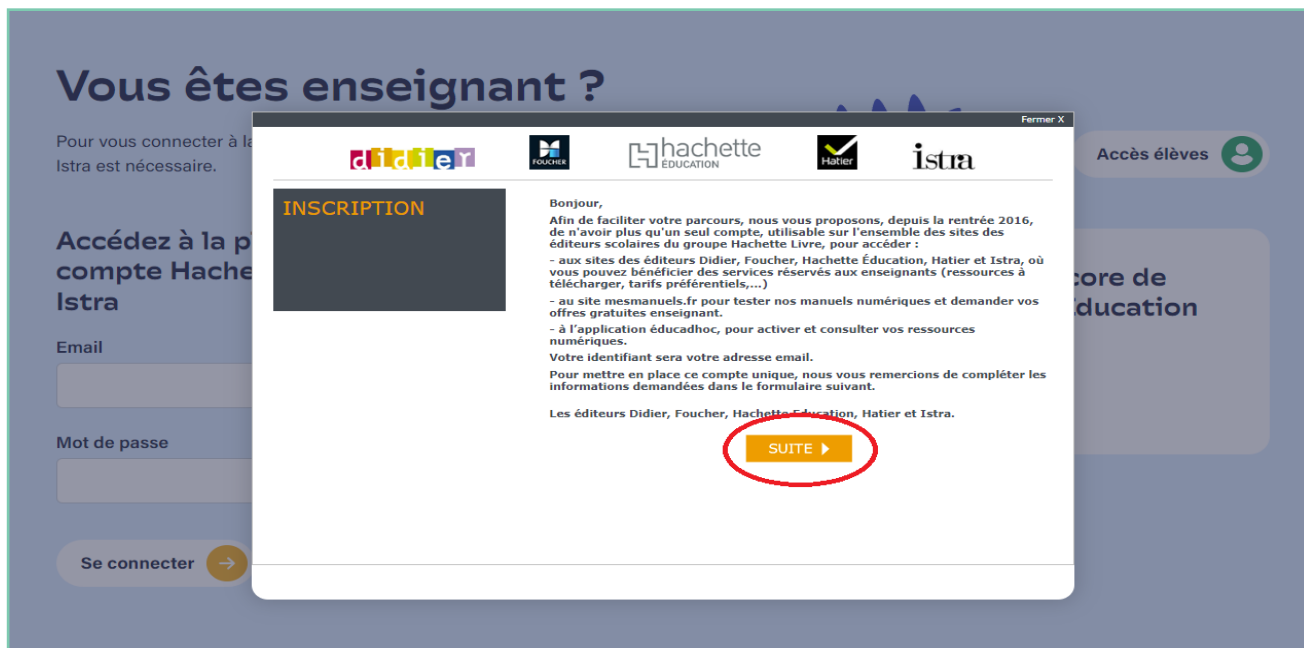 Vous êtes enseignant ?
Pour vous connecter à la
Istra est nécessaire.
Accès élèves
Accédez à la p
compte Hache
Istra
Email
Mot de passe
Se connecter
core de
Education
Fermer X
didier
FOUCHER
hachette
ÉDUCATION
Hatier
istra
INSCRIPTION
Bonjour,
Afin de faciliter votre parcours, nous vous proposons, depuis la rentrée 2016,
de n'avoir plus qu'un seul compte, utilisable sur l'ensemble des sites des
éditeurs scolaires du groupe Hachette Livre, pour accéder :
- aux sites des éditeurs Didier, Foucher, Hachette Éducation, Hatier et Istra, où
vous pouvez bénéficier des services réservés aux enseignants (ressources à
télécharger, tarifs préférentiels,...)
- au site mesmanuels.fr pour tester nos manuels numériques et demander vos
offres gratuites enseignant.
- à l'application éducadhoc, pour activer et consulter vos ressources
numériques.
Votre identifiant sera votre adresse email.
Pour mettre en place ce compte unique, nous vous remercions de compléter les
informations demandées dans le formulaire suivant.
Les éditeurs Didier, Foucher, Hachette Education, Hatier et Istra.
SUITE